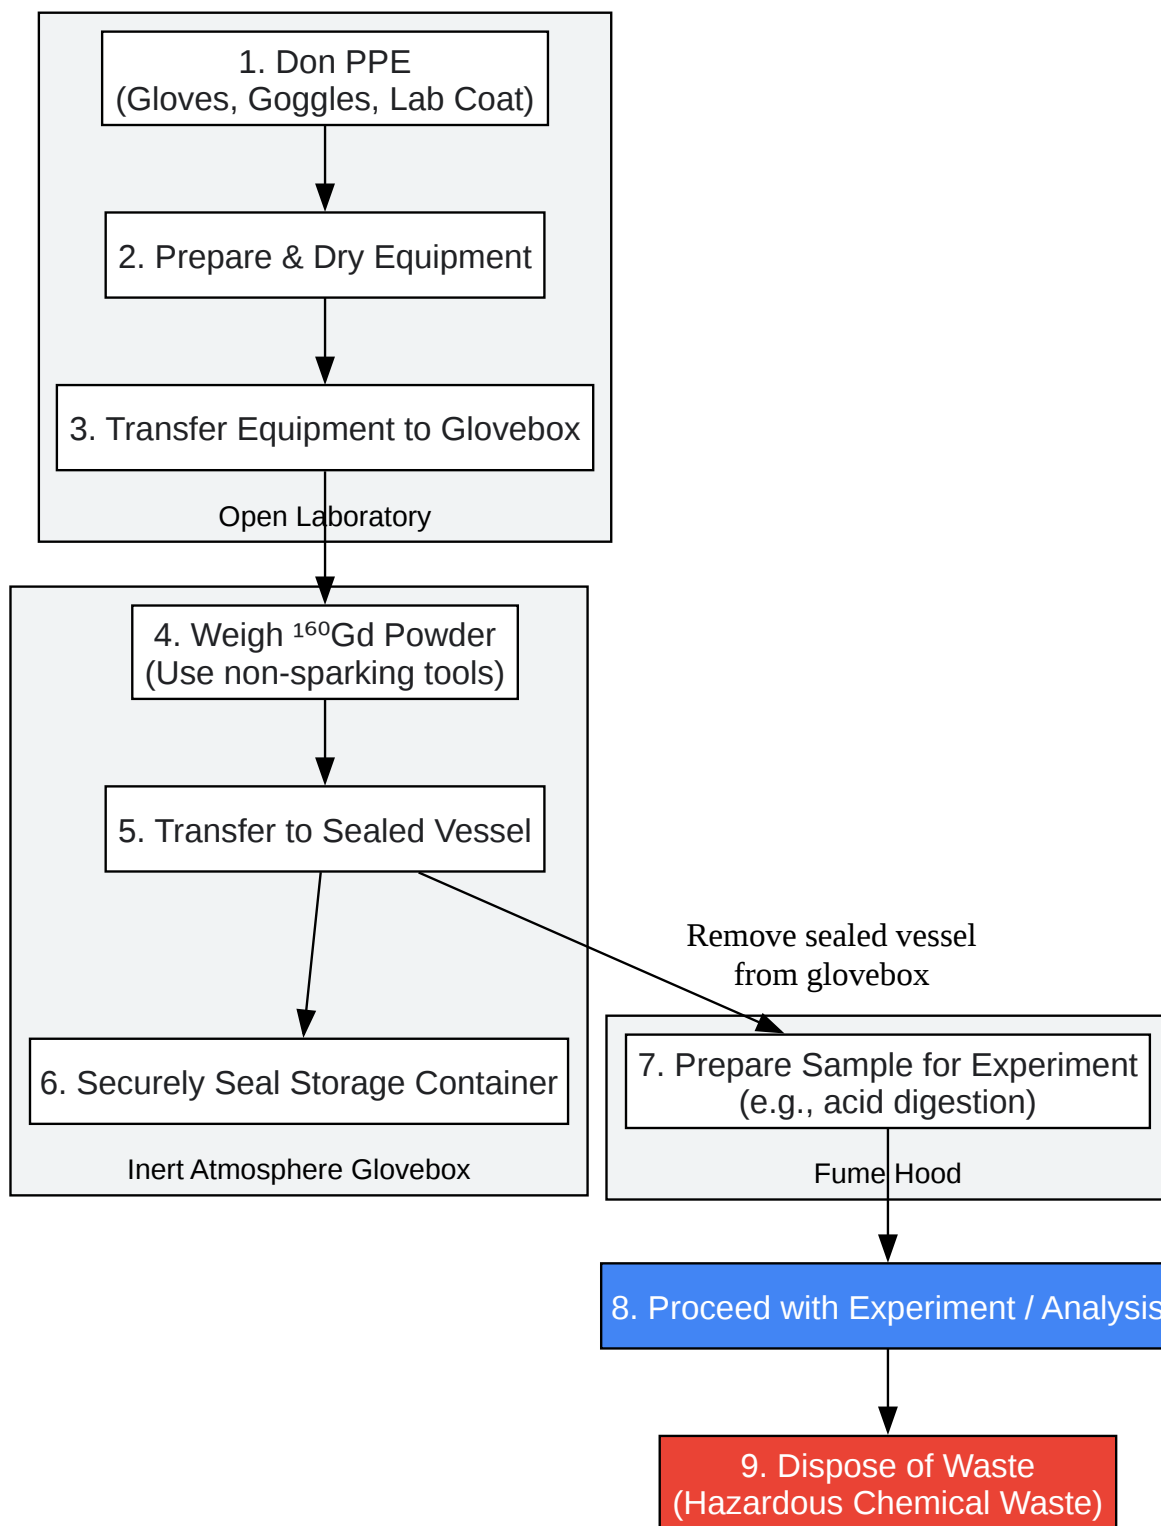 1. Don PPE
(Gloves, Goggles, Lab Coat)
2. Prepare & Dry Equipment
3. Transfer Equipment to Glovebox
Open Laboratory
4. Weigh ¹⁶⁰Gd Powder
(Use non-sparking tools)
5. Transfer to Sealed Vessel
Remove sealed vessel
from glovebox
6. Securely Seal Storage Container
Inert Atmosphere Glovebox
7. Prepare Sample for Experiment
(e.g., acid digestion)
Fume Hood
8. Proceed with Experiment / Analysis
9. Dispose of Waste
(Hazardous Chemical Waste)